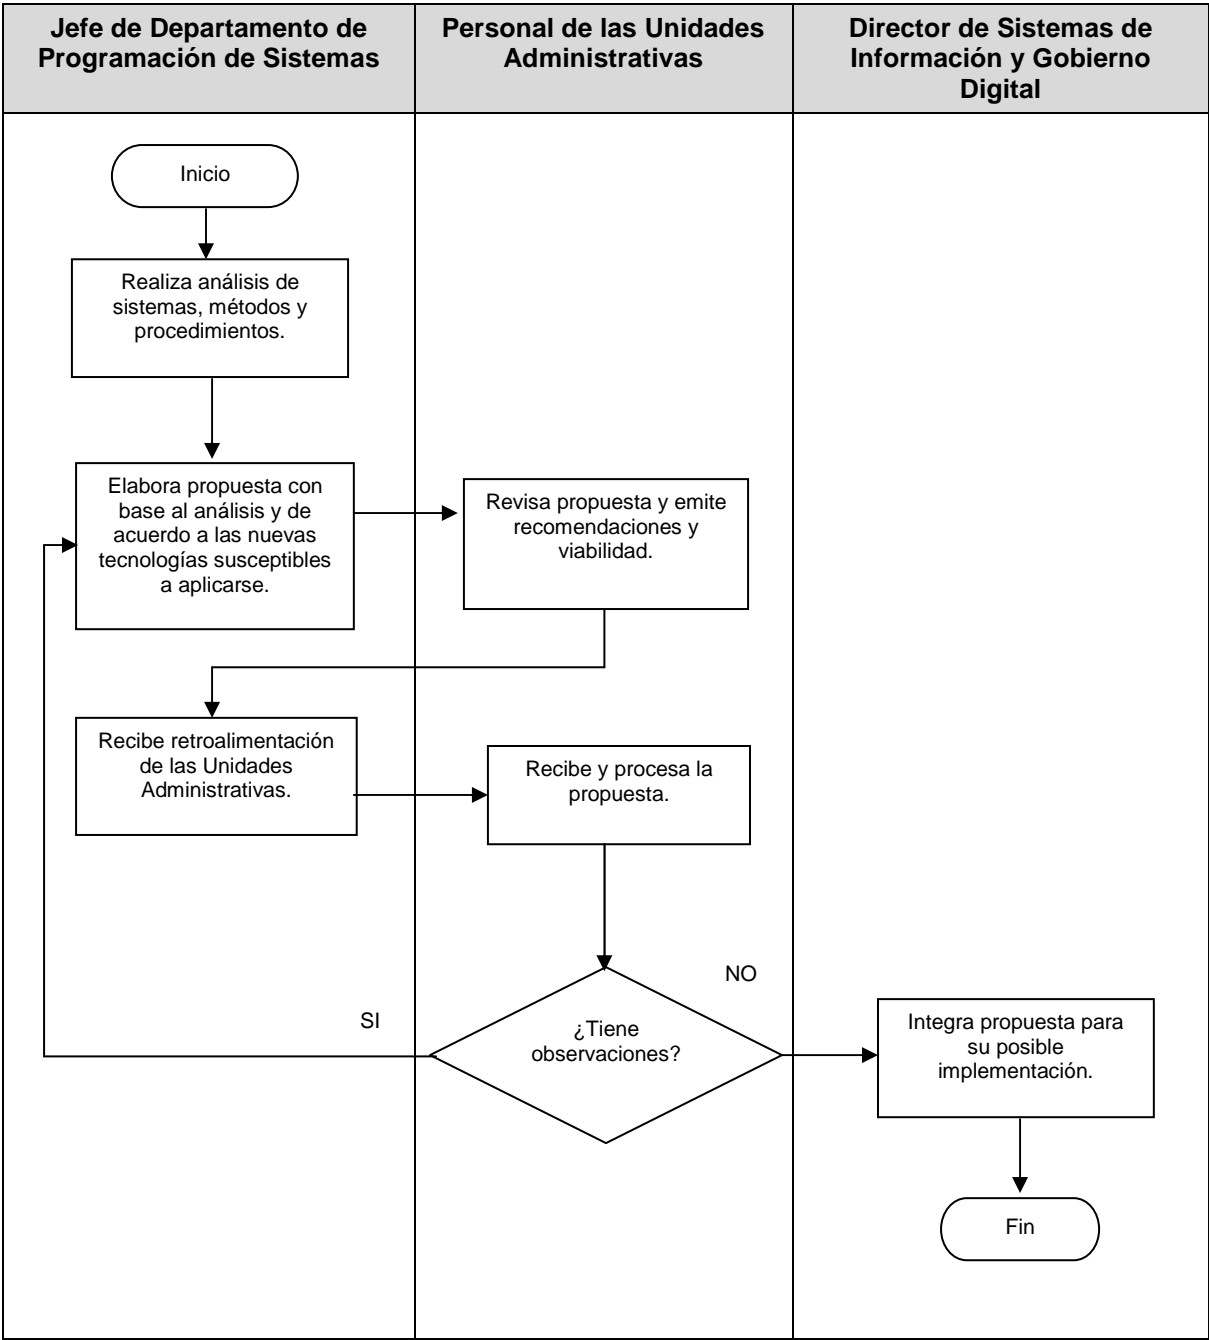 Jefe de Departamento de
Programación de Sistemas
Personal de las Unidades
Administrativas
Director de Sistemas de
Información y Gobierno
Digital
Inicio
Realiza análisis de
sistemas, métodos y
procedimientos.
Elabora propuesta con
base al análisis y de
acuerdo a las nuevas
tecnologías susceptibles
a aplicarse.
Revisa propuesta y emite
recomendaciones y
viabilidad.
Recibe retroalimentación
de las Unidades
Administrativas.
Recibe y procesa la
propuesta.
NO
SI
¿Tiene
observaciones?
Integra propuesta para
su posible
implementación.
Fin